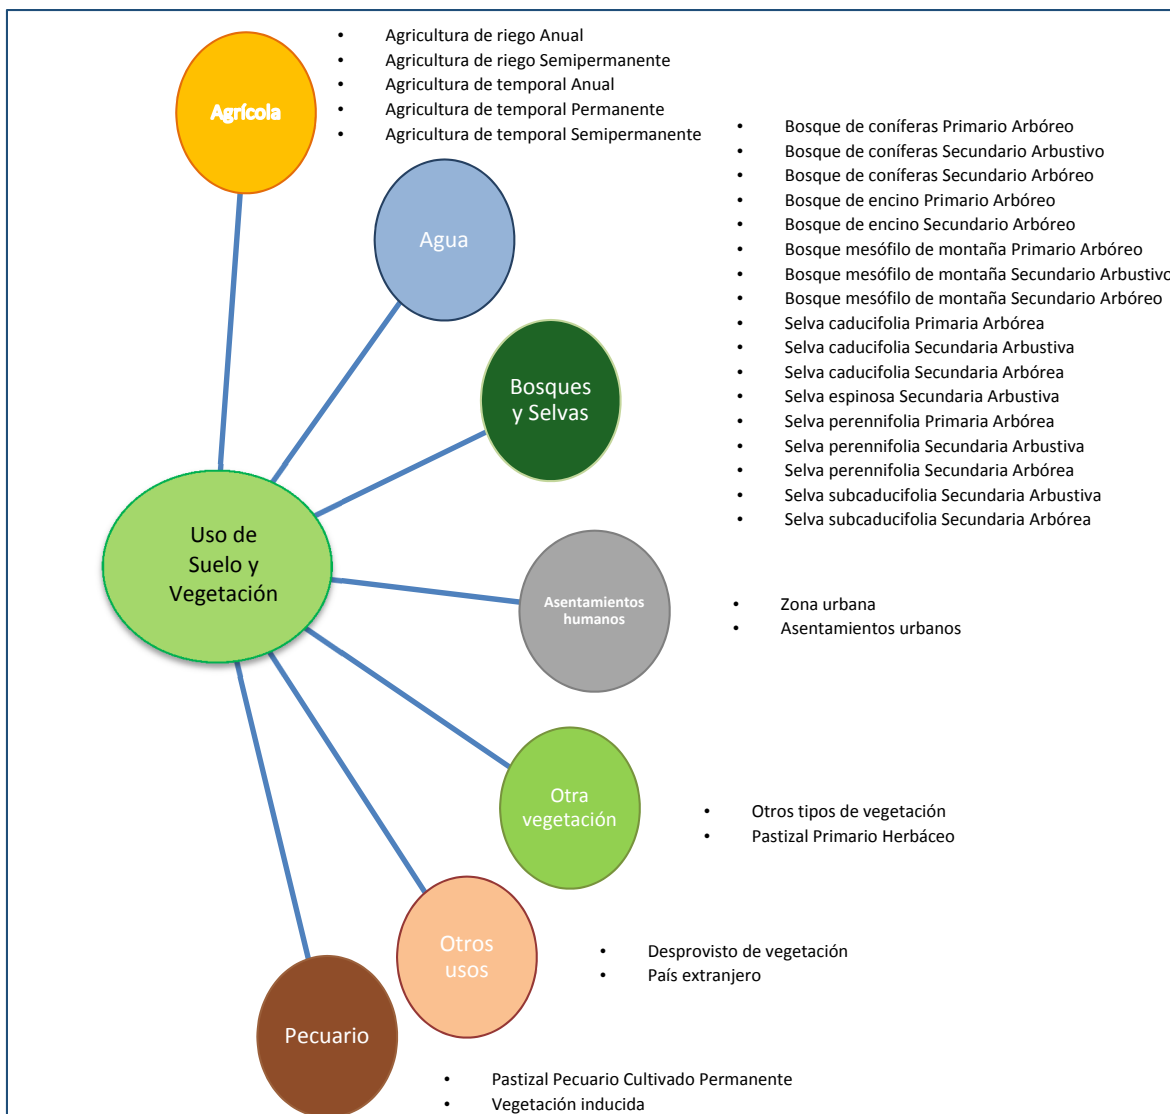 Agrícola
• Agricultura de riego Anual
• Agricultura de riego Semipermanente
• Agricultura de temporal Anual
• Agricultura de temporal Permanente
• Agricultura de temporal Semipermanente
Agua
Bosques
y Selvas
• Bosque de coníferas Primario Arbóreo
• Bosque de coníferas Secundario Arbustivo
• Bosque de coníferas Secundario Arbóreo
• Bosque de encino Primario Arbóreo
• Bosque de encino Secundario Arbóreo
• Bosque mesófilo de montaña Primario Arbóreo
• Bosque mesófilo de montaña Secundario Arbustivo
• Bosque mesófilo de montaña Secundario Arbóreo
• Selva caducifolia Primaria Arbórea
• Selva caducifolia Secundaria Arbustiva
• Selva caducifolia Secundaria Arbórea
• Selva espinosa Secundaria Arbustiva
• Selva perennifolia Primaria Arbórea
• Selva perennifolia Secundaria Arbustiva
• Selva perennifolia Secundaria Arbórea
• Selva subcaducifolia Secundaria Arbustiva
• Selva subcaducifolia Secundaria Arbórea
Uso de
Suelo y
Vegetación
Asentamientos
humanos
• Zona urbana
• Asentamientos urbanos
Otra
vegetación
• Otros tipos de vegetación
• Pastizal Primario Herbáceo
Otros
usos
• Desprovisto de vegetación
• País extranjero
Pecuario
• Pastizal Pecuario Cultivado Permanente
• Vegetación inducida